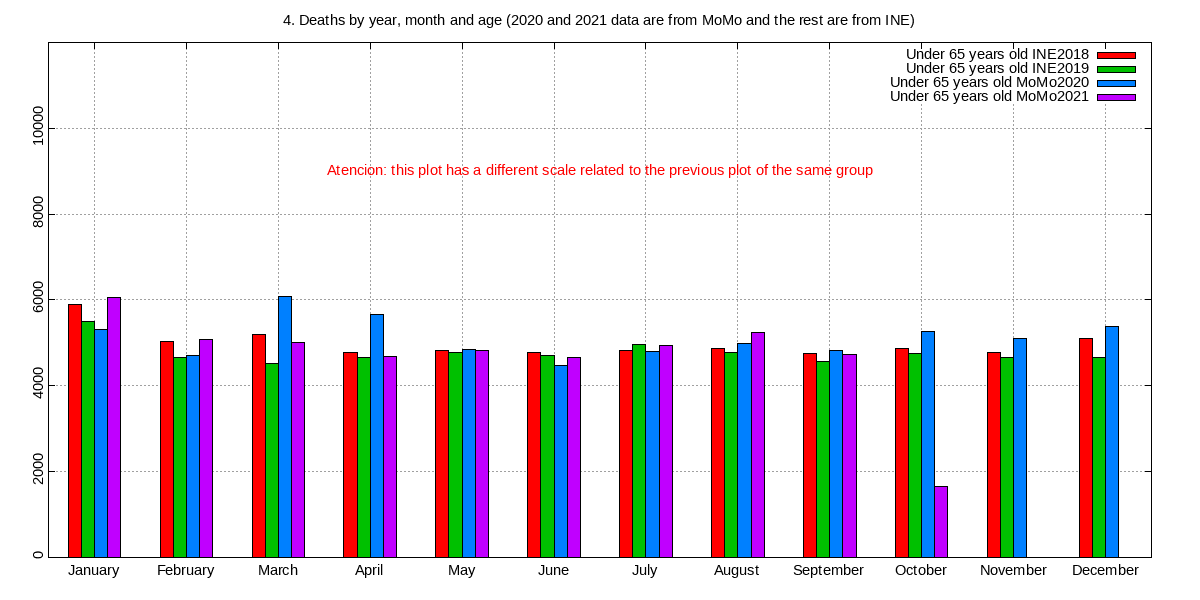 4. Deaths by year, month and age (2020 and 2021 data are from MoMo and the rest are from INE)
Under 65 years old INE2018
Under 65 years old INE2019
Under 65 years old MoMo2020
Under 65 years old MoMo2021
Atencion: this plot has a different scale related to the previous plot of the same group
10000
8000
6000
4000
2000
0
January February March April May June July August September October November December